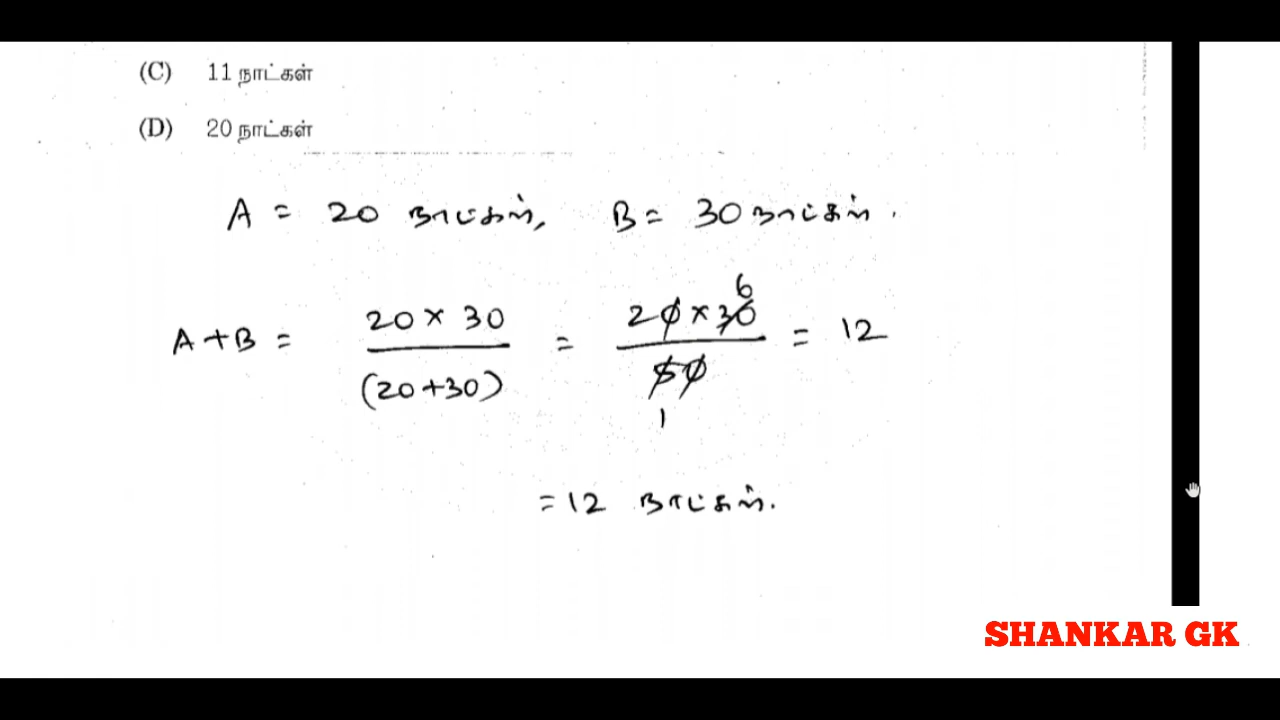 (C) 11 நாட்கள்
(D) 20 நாட்கள்
A = 20 நாட்கள், B = 30 நாட்கள்.
A + B = 20 × 30 / (20 + 30) = 20 × 30 6 / 50 1 = 12
= 12 நாட்கள்.
SHANKAR GK